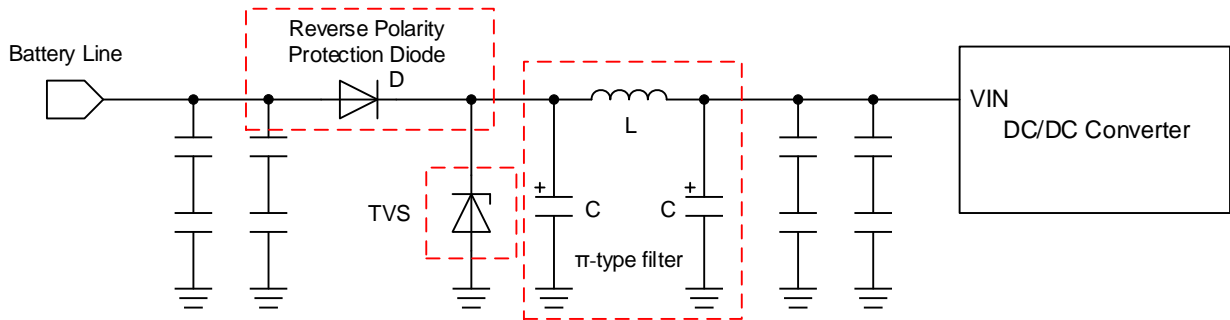 Reverse Polarity
Protection Diode
Battery Line
D
VIN
DC/DC Converter
L
+
+
TVS
C
C
π-type filter